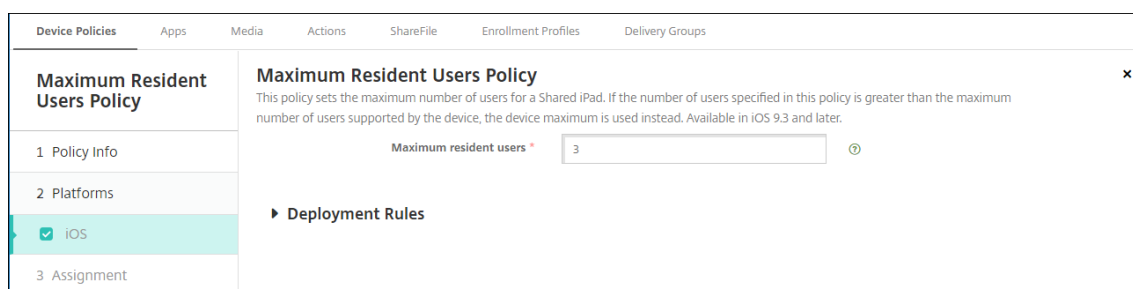 Device Policies Apps Media Actions ShareFile Enrollment Profiles Delivery Groups
Maximum Resident
Users Policy
1 Policy Info
2 Platforms
iOS
3 Assignment
Maximum Resident Users Policy
This policy sets the maximum number of users for a Shared iPad. If the number of users specified in this policy is greater than the maximum
number of users supported by the device, the device maximum is used instead. Available in iOS 9.3 and later.
Maximum resident users * 3 ?
Deployment Rules